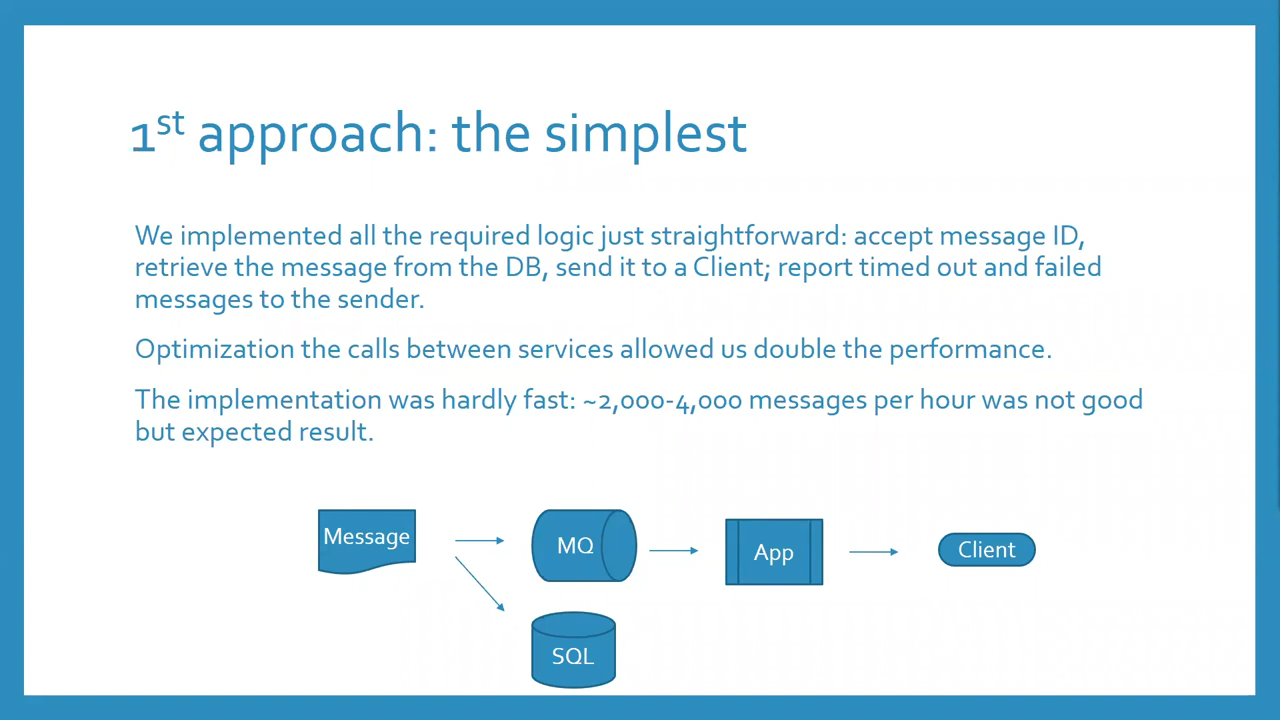 1st approach: the simplest
We implemented all the required logic just straightforward: accept message ID,
retrieve the message from the DB, send it to a Client; report timed out and failed
messages to the sender.
Optimization the calls between services allowed us double the performance.
The implementation was hardly fast: ~2,000-4,000 messages per hour was not good
but expected result.
Message
MQ
App
Client
SQL